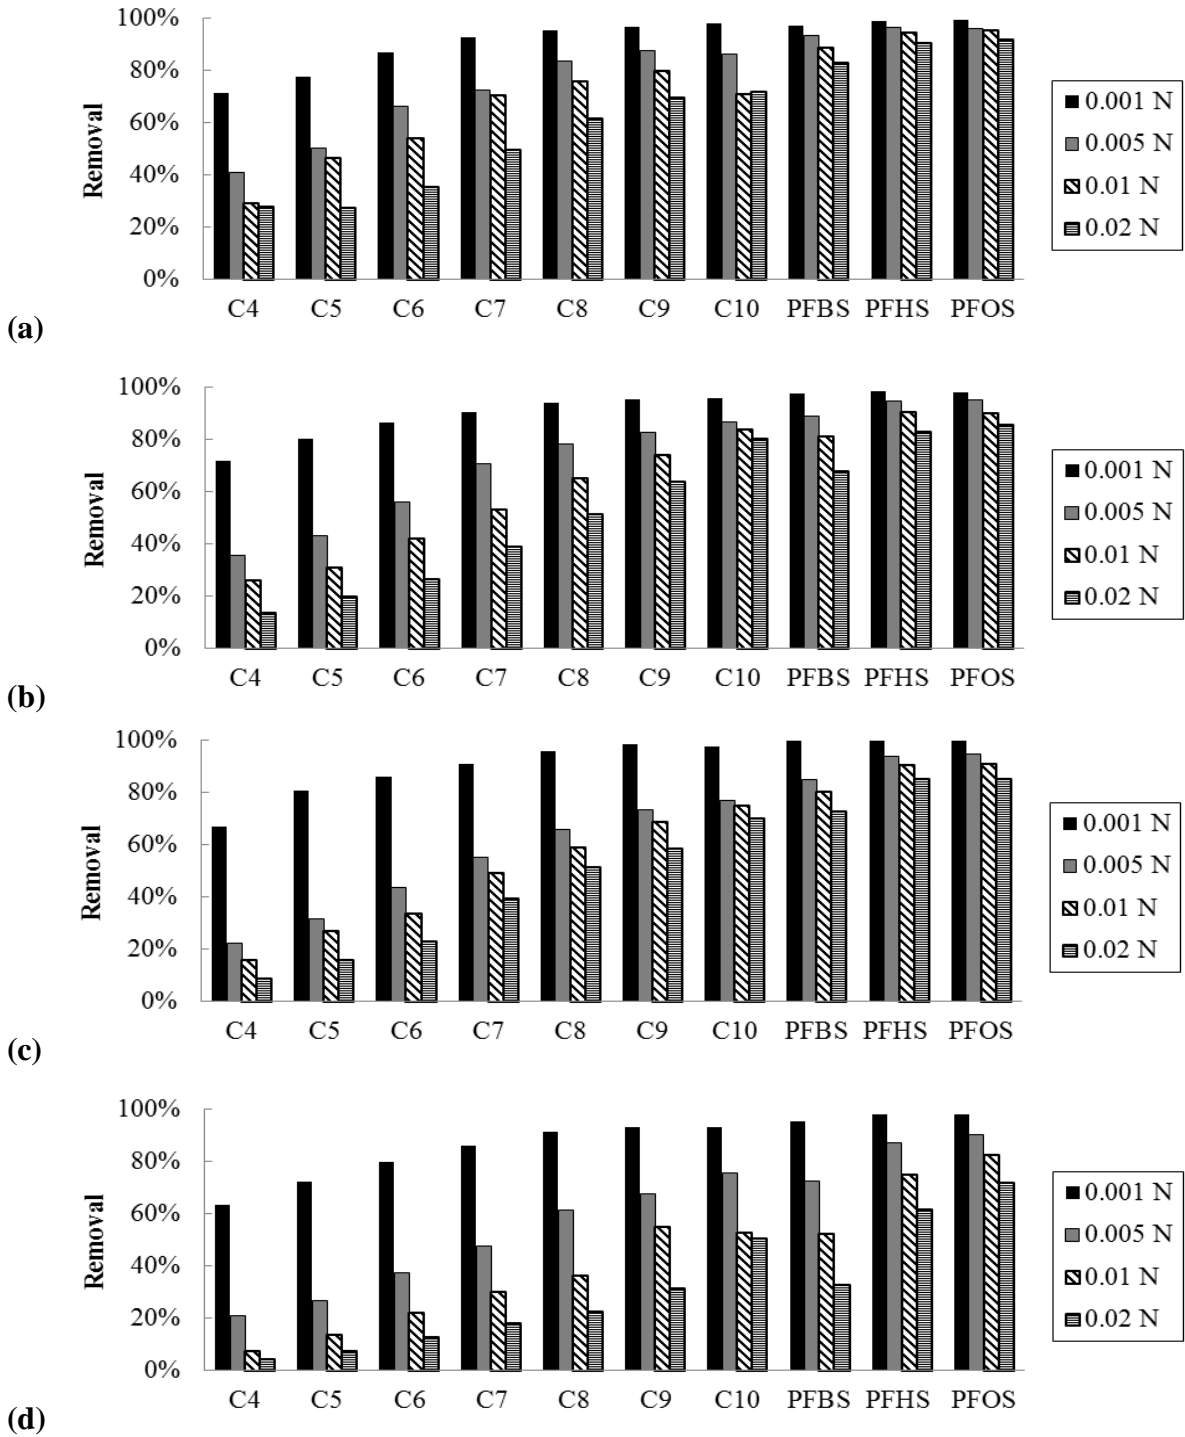 100%
80%
60%
40%
20%
0%
Removal
C4 C5 C6 C7 C8 C9 C10 PFBS PFHS PFOS
0.001 N
0.005 N
0.01 N
0.02 N
(a)
100%
80%
60%
40%
20%
0%
Removal
C4 C5 C6 C7 C8 C9 C10 PFBS PFHS PFOS
0.001 N
0.005 N
0.01 N
0.02 N
(b)
100%
80%
60%
40%
20%
0%
Removal
C4 C5 C6 C7 C8 C9 C10 PFBS PFHS PFOS
0.001 N
0.005 N
0.01 N
0.02 N
(c)
100%
80%
60%
40%
20%
0%
Removal
C4 C5 C6 C7 C8 C9 C10 PFBS PFHS PFOS
0.001 N
0.005 N
0.01 N
0.02 N
(d)